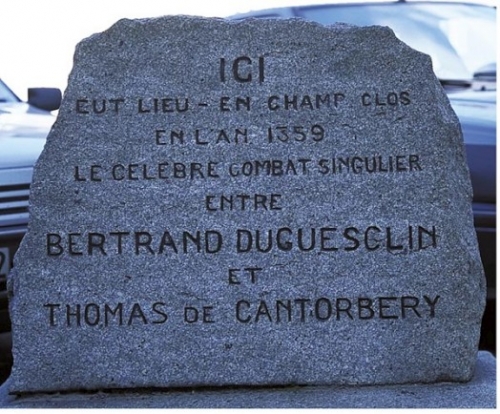 ICI
EUT LIEU - EN CHAMP CLOS
EN L'AN 1359
LE CELEBRE COMBAT SINGULIER
ENTRE
BERTRAND DUGUESCLIN
ET
THOMAS DE CANTORBERY